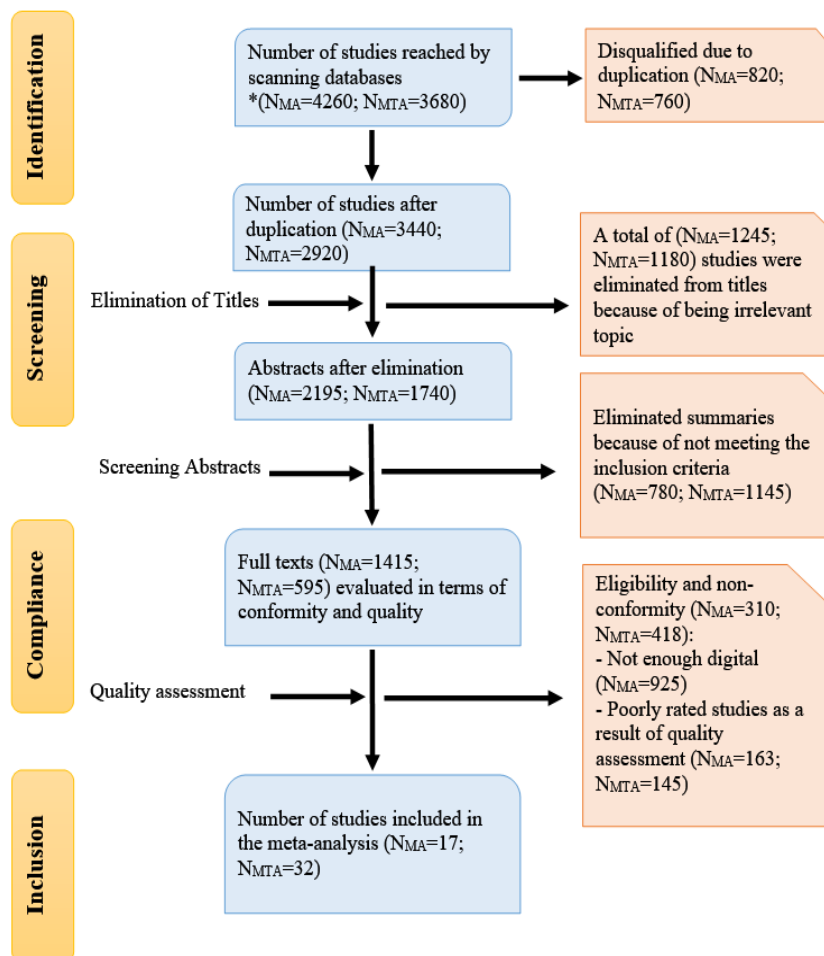 Identification
Number of studies reached by
scanning databases
*(NMA=4260; NMTA=3680)
Disqualified due to
duplication (NMA=820;
NMTA=760)
Number of studies after
duplication (NMA=3440;
NMTA=2920)
Screening
Elimination of Titles
A total of (NMA=1245;
NMTA=1180) studies were
eliminated from titles
because of being irrelevant
topic
Abstracts after elimination
(NMA=2195; NMTA=1740)
Screening Abstracts
Eliminated summaries
because of not meeting the
inclusion criteria
(NMA=780; NMTA=1145)
Compliance
Full texts (NMA=1415;
NMTA=595) evaluated in terms of
conformity and quality
Quality assessment
Eligibility and non-
conformity (NMA=310;
NMTA=418):
- Not enough digital
(NMA=925)
- Poorly rated studies as a
result of quality
assessment (NMA=163;
NMTA=145)
Inclusion
Number of studies included in
the meta-analysis (NMA=17;
NMTA=32)